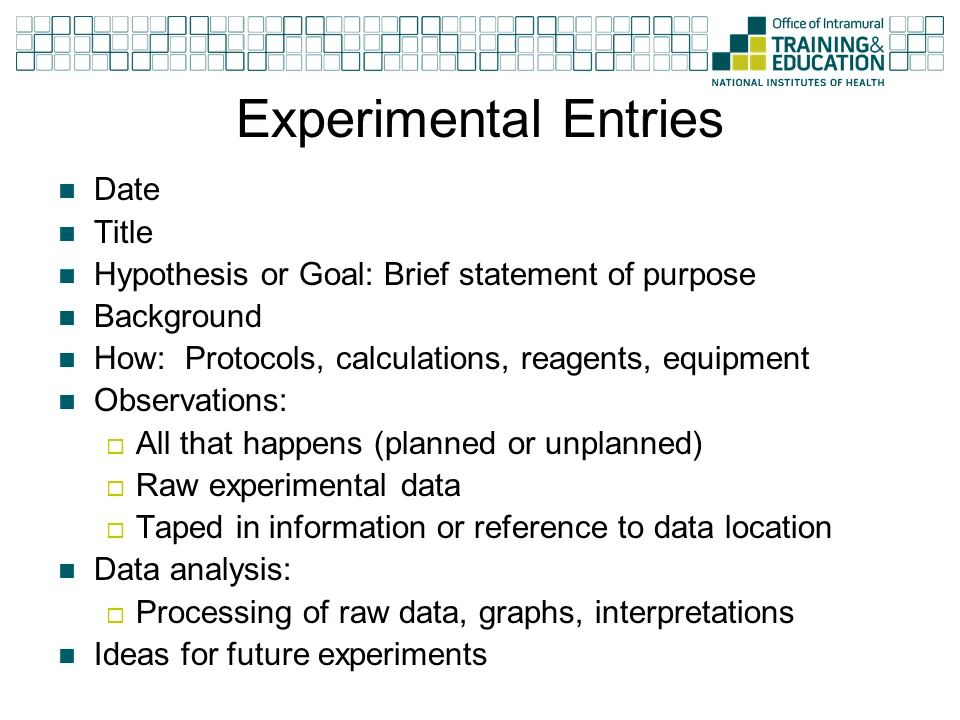 Office of Intramural
TRAINING&
EDUCATION
NATIONAL INSTITUTES OF HEALTH
Experimental Entries
Date
Title
Hypothesis or Goal: Brief statement of purpose
Background
How:  Protocols, calculations, reagents, equipment
Observations:
All that happens (planned or unplanned)
Raw experimental data
Taped in information or reference to data location
Data analysis:
Processing of raw data, graphs, interpretations
Ideas for future experiments